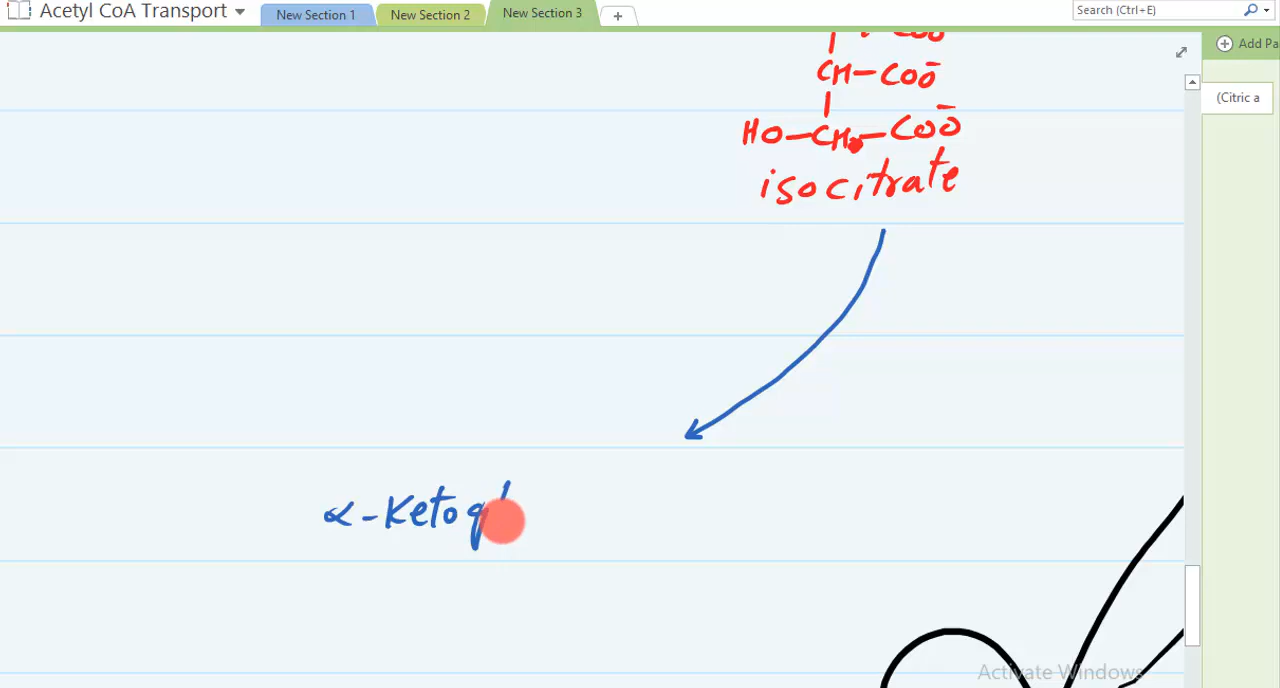 Acetyl CoA Transport
New Section 1
New Section 2
New Section 3
+
Search (Ctrl+E)
Add Pa
(Citric a
CH-COO⁻
HO-CH-COO⁻
isocitrate
α-Ketogl
Activate Windows